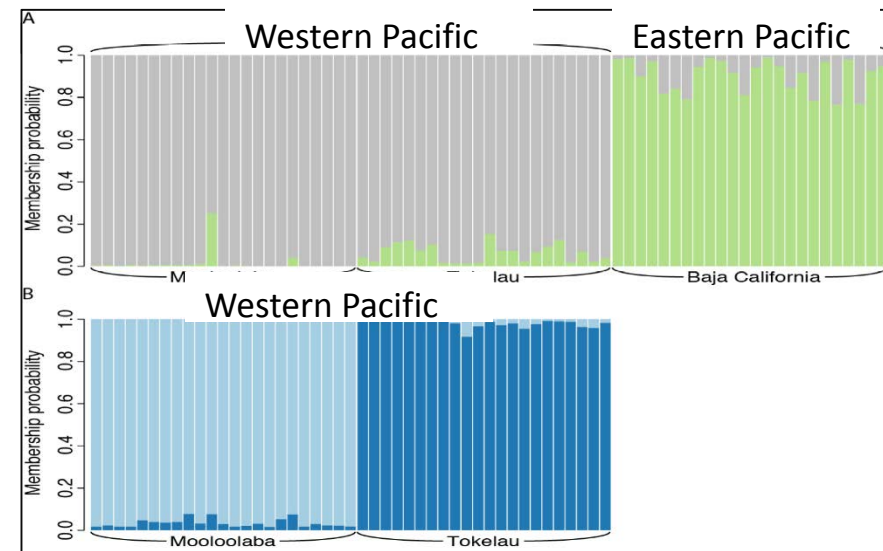 A
Western Pacific Eastern Pacific
Membership probability
1.0
0.8
0.6
0.4
0.2
0.0
M lau Baja California
B
Western Pacific
Membership probability
1.0
0.8
0.6
0.4
0.2
0.0
Mooloolaba Tokelau